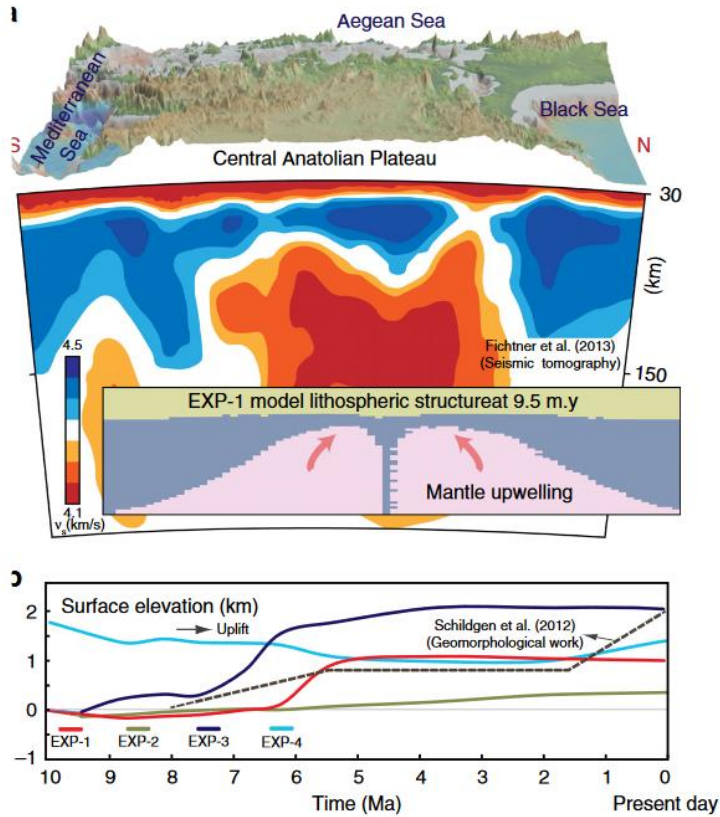 a
Aegean Sea
Mediterranean
Sea
Black Sea
S
N
Central Anatolian Plateau
30
(km)
Fichtner et al. (2013)
(Seismic tomography)
4.5
150
EXP-1 model lithospheric structureat 9.5 m.y
Mantle upwelling
4.1
vs(km/s)
b
2
Surface elevation (km)
Uplift
Schildgen et al. (2012)
(Geomorphological work)
1
0
EXP-1 EXP-2 EXP-3 EXP-4
−1
10 9 8 7 6 5 4 3 2 1 0
Time (Ma) Present day